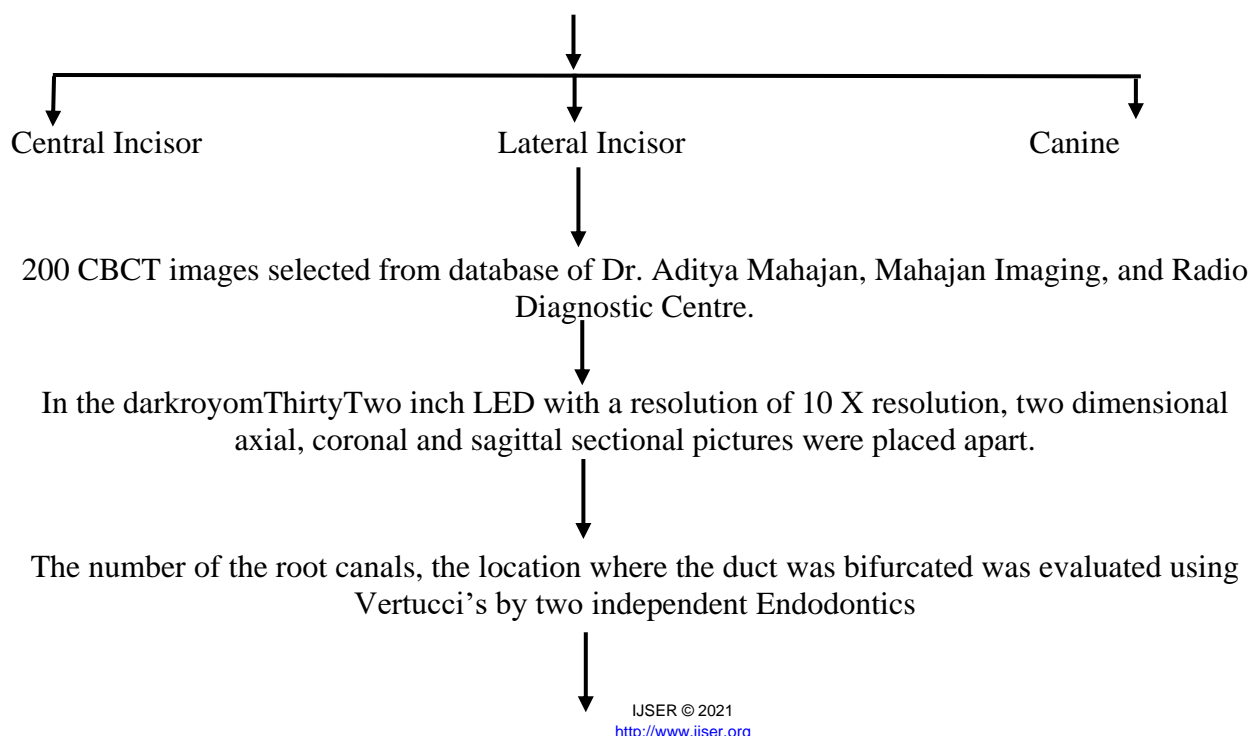 Central Incisor Lateral Incisor Canine
200 CBCT images selected from database of Dr. Aditya Mahajan, Mahajan Imaging, and Radio
Diagnostic Centre.
In the darkroyomThirtyTwo inch LED with a resolution of 10 X resolution, two dimensional
axial, coronal and sagittal sectional pictures were placed apart.
The number of the root canals, the location where the duct was bifurcated was evaluated using
Vertucci’s by two independent Endodontics
IJSER © 2021
http://www.ijser.org